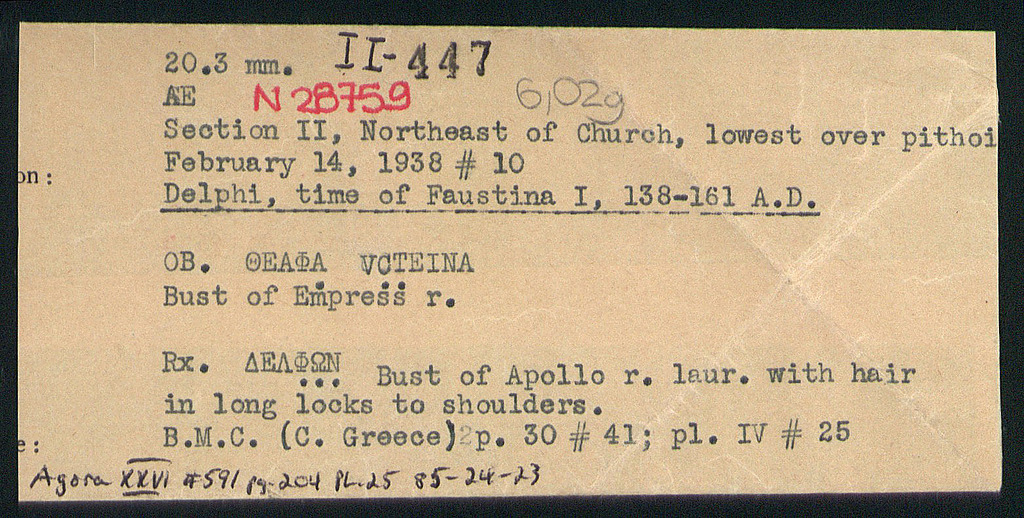 20.3 mm. II-447
AE N 28759 6,02g
Section II, Northeast of Church, lowest over pithoi
February 14, 1938 # 10
on:
Delphi, time of Faustina I, 138-161 A.D.
OB. ΘΕΑΦΑ VCTEINA
Bust of Empress r.
Rx. ΔΕΛΦΩΝ Bust of Apollo r. laur. with hair
in long locks to shoulders.
B.M.C. (C. Greece) p. 30 # 41; pl. IV # 25
e:
Agora XXVI #591 pg-204 PL.25 85-24-23